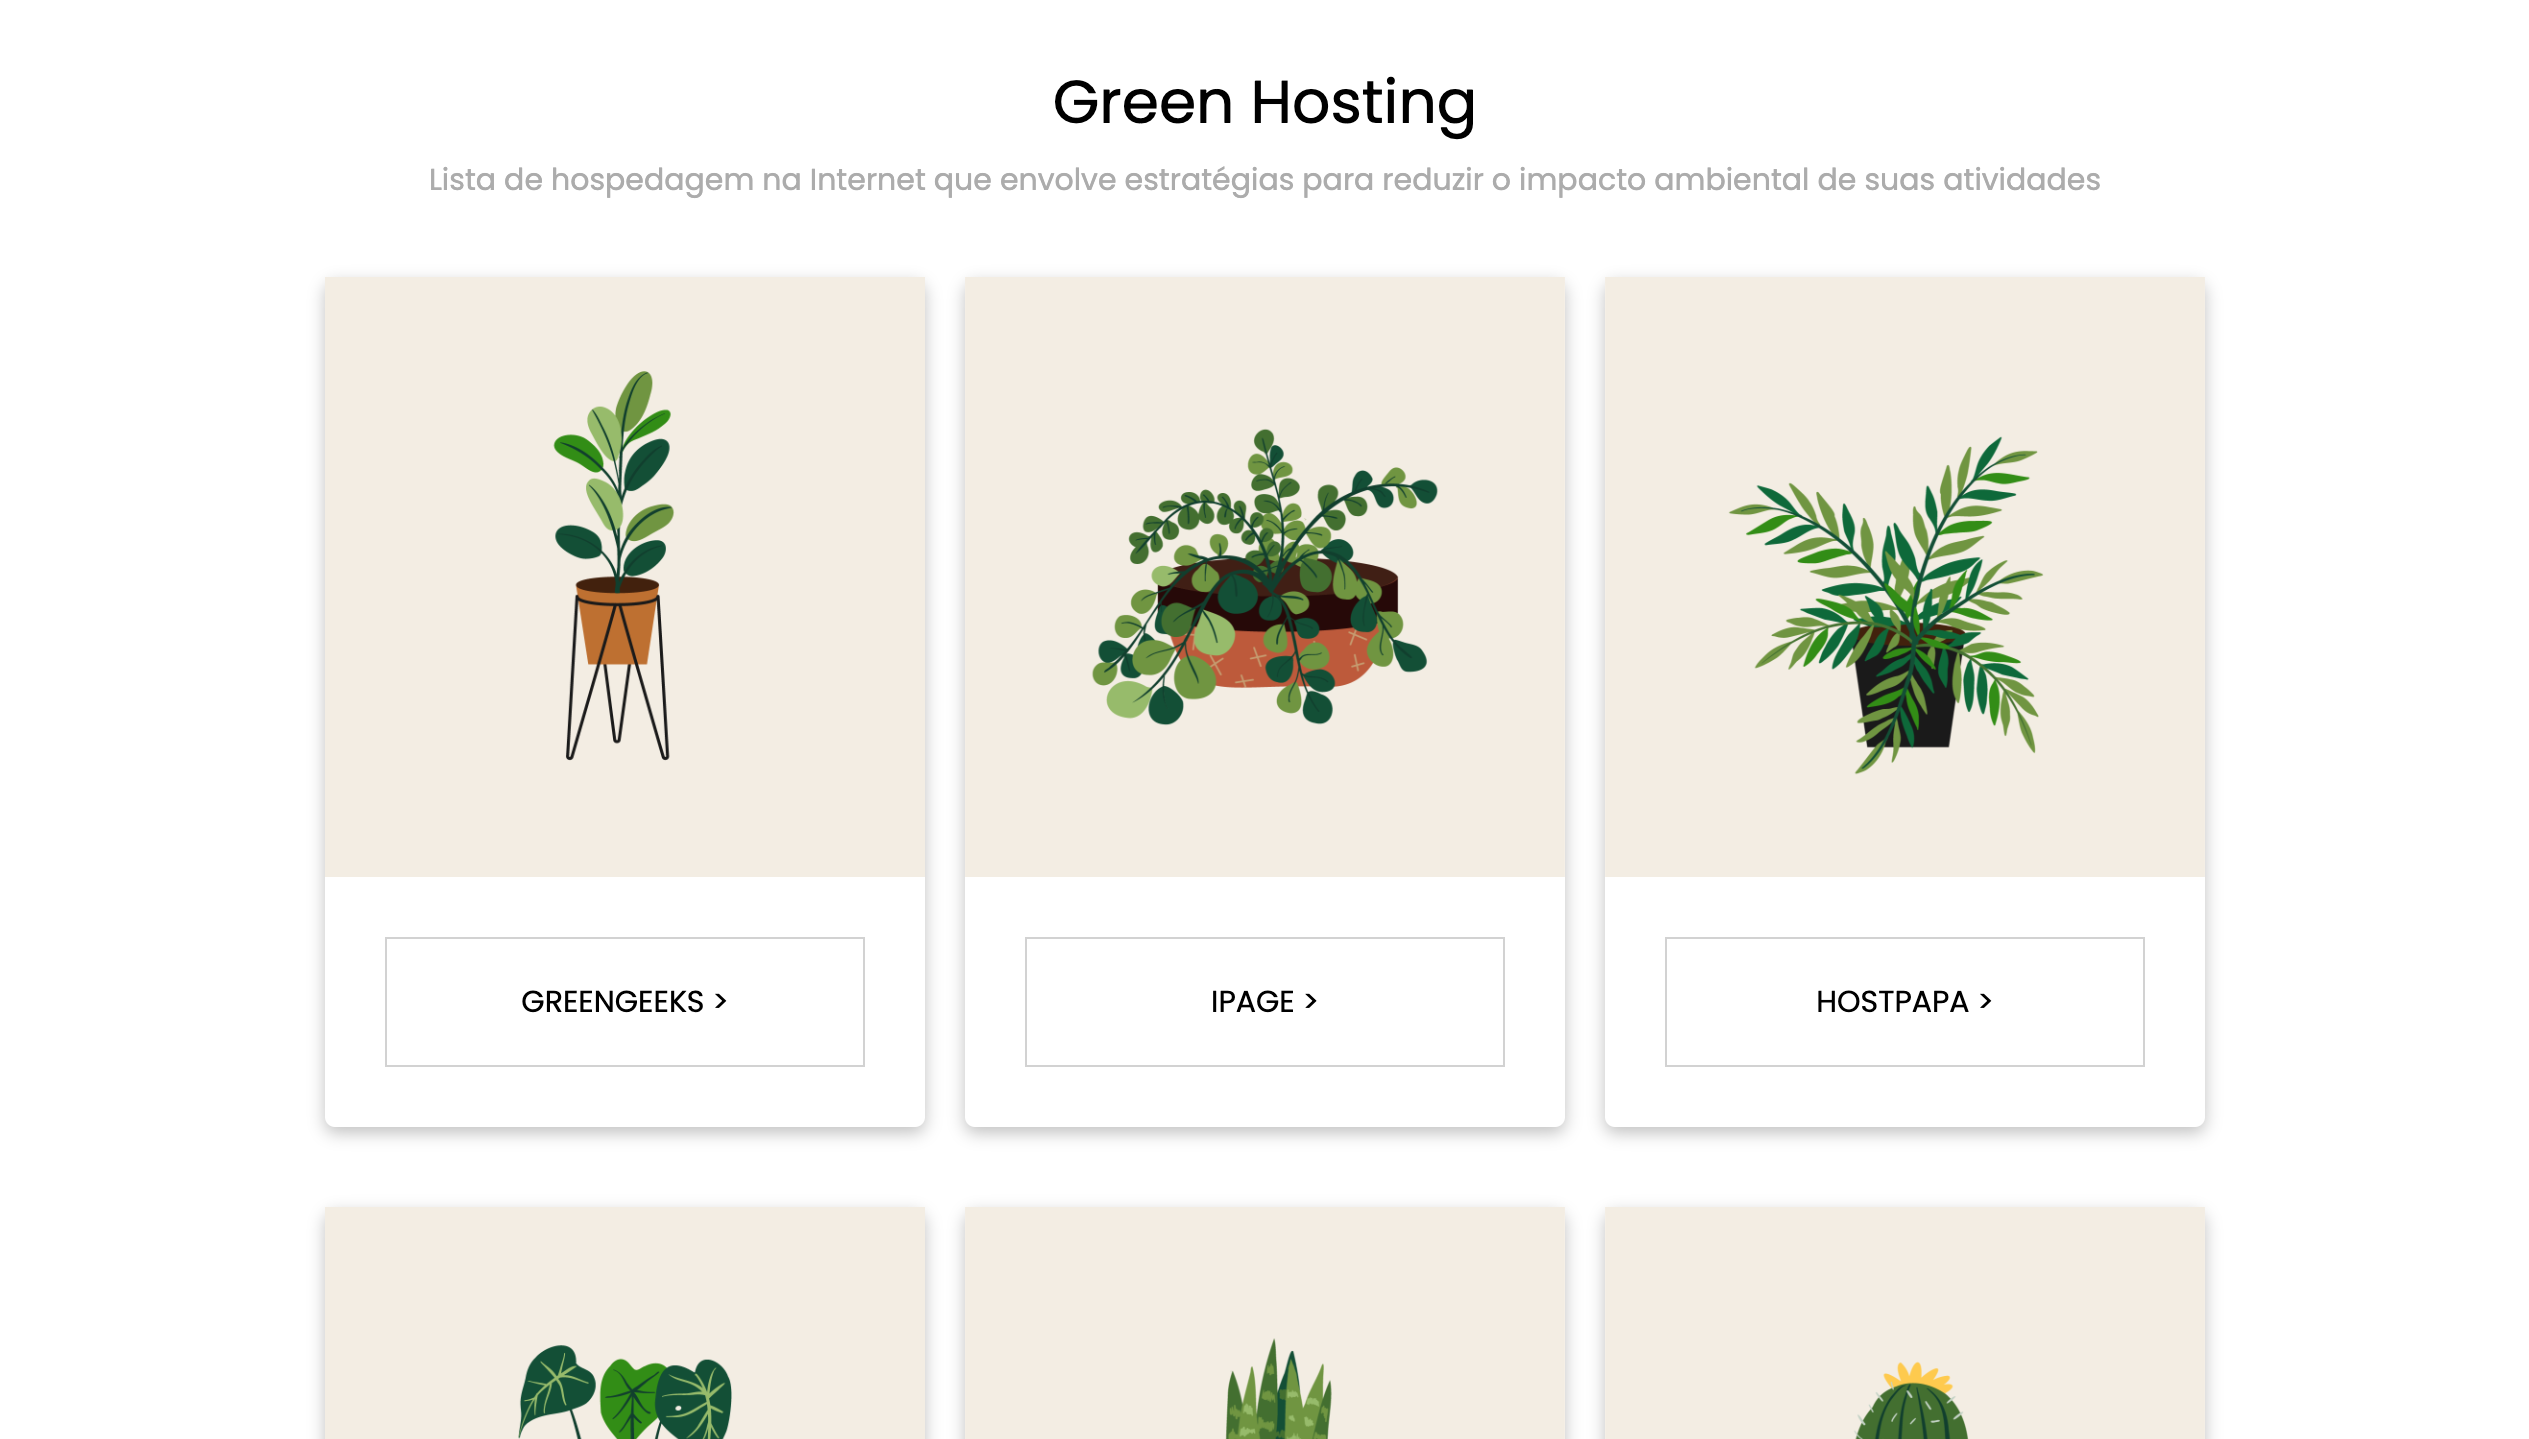 Green Hosting
Lista de hospedagem na Internet que envolve estratégias para reduzir o impacto ambiental de suas atividades
GREENGEEKS >
IPAGE >
HOSTPAPA >